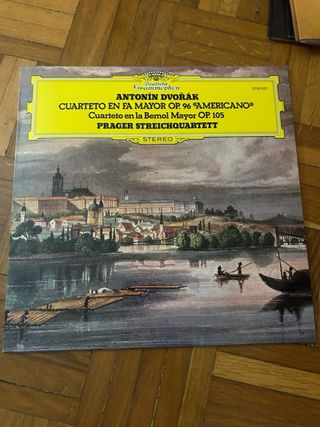 Deutsche
Grammophon
ANTONÍN DVOŘÁK
CUARTETO EN FA MAYOR OP. 96 "AMERICANO"
Cuarteto en la Bernol Mayor OP. 105
PRAGER STREICHQUARTETT
STEREO